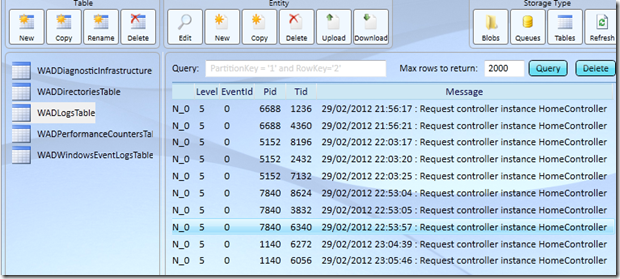 Table
Entity
Storage Type
New Copy Rename Delete
Edit New Copy Delete Upload Download
Blobs Queues Tables Refresh
WADDiagnosticInfrastructure
WADDirectoriesTable
WADLogsTable
WADPerformanceCountersTal
WADWindowsEventLogsTable
Query: PartitionKey = '1' and RowKey='2' Max rows to return: 2000 Query Delete
Level EventId Pid Tid Message
N_0 5 0 6688 1236 29/02/2012 21:56:17 : Request controller instance HomeController
N_0 5 0 6688 4360 29/02/2012 21:56:21 : Request controller instance HomeController
N_0 5 0 5152 8196 29/02/2012 22:03:17 : Request controller instance HomeController
N_0 5 0 5152 2432 29/02/2012 22:03:20 : Request controller instance HomeController
N_0 5 0 5152 7132 29/02/2012 22:03:25 : Request controller instance HomeController
N_0 5 0 7840 8624 29/02/2012 22:53:04 : Request controller instance HomeController
N_0 5 0 7840 3832 29/02/2012 22:53:05 : Request controller instance HomeController
N_0 5 0 7840 6340 29/02/2012 22:53:57 : Request controller instance HomeController
N_0 5 0 1140 6272 29/02/2012 23:04:39 : Request controller instance HomeController
N_0 5 0 1140 6056 29/02/2012 23:05:46 : Request controller instance HomeController